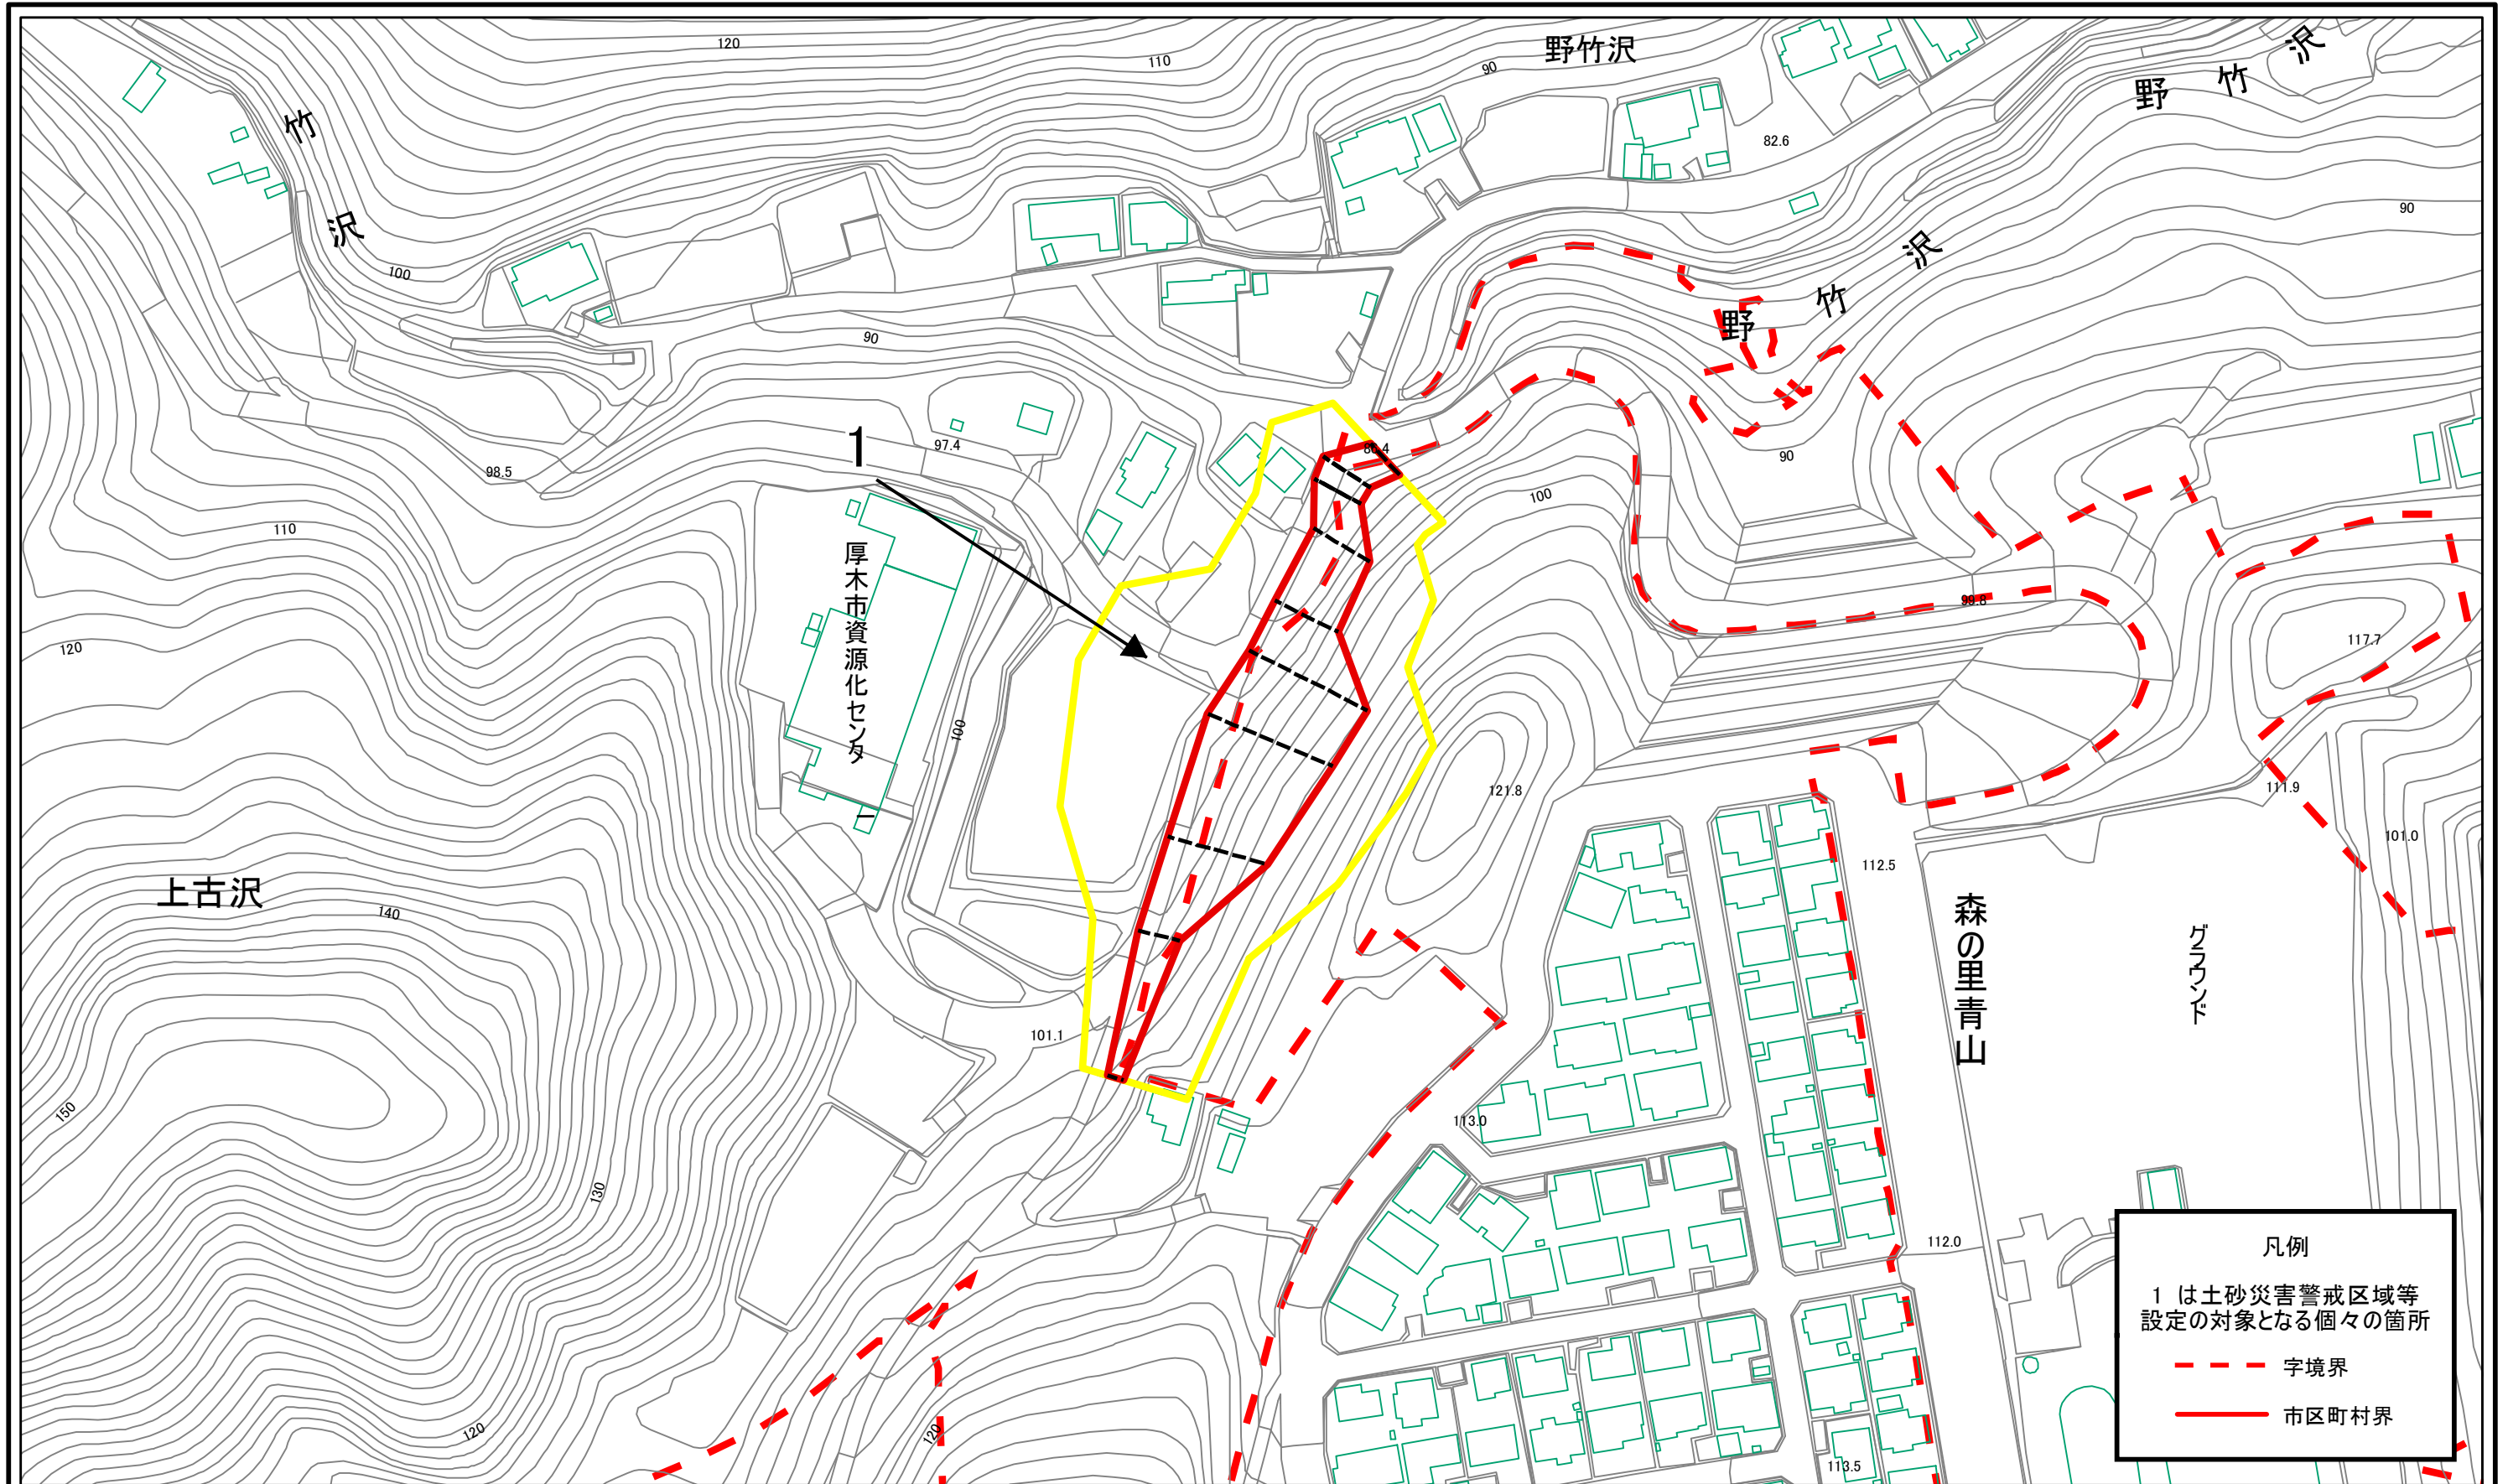 120
110
野竹沢
90
野竹沢
竹沢
82.6
90
沢
100
野竹沢
90
97.4
1
98.5
86.4
90
100
110
厚木市資源化センター
99.8
117.7
120
100
121.8
111.9
101.0
112.5
上古沢
140
森の里青山
グラウンド
101.1
150
113.0
130
112.0
120
120
113.5
凡例
1 は土砂災害警戒区域等
設定の対象となる個々の箇所
字境界
市区町村界